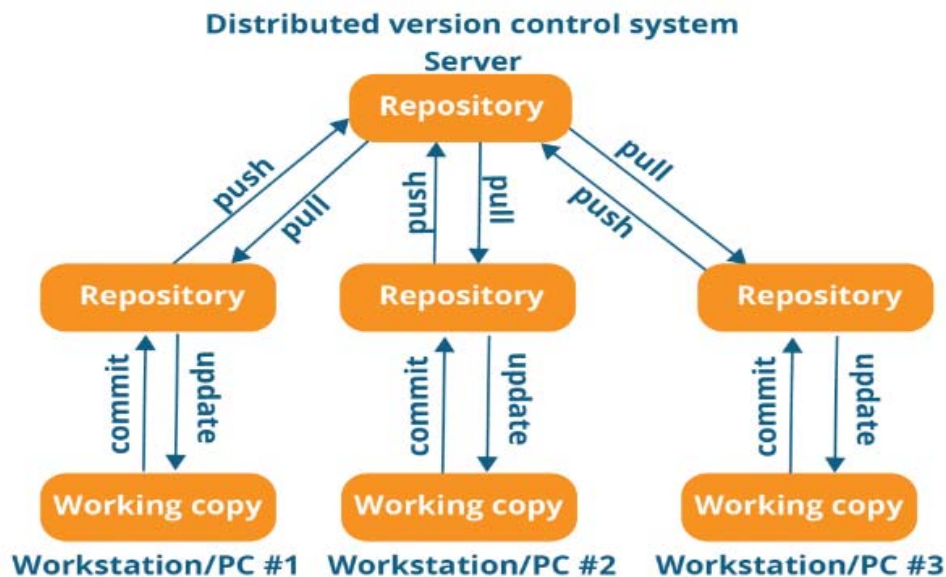 Distributed version control system
Server
Repository
push
pull
push
pull
push
pull
Repository
Repository
Repository
commit
update
commit
update
commit
update
Working copy
Working copy
Working copy
Workstation/PC #1
Workstation/PC #2
Workstation/PC #3